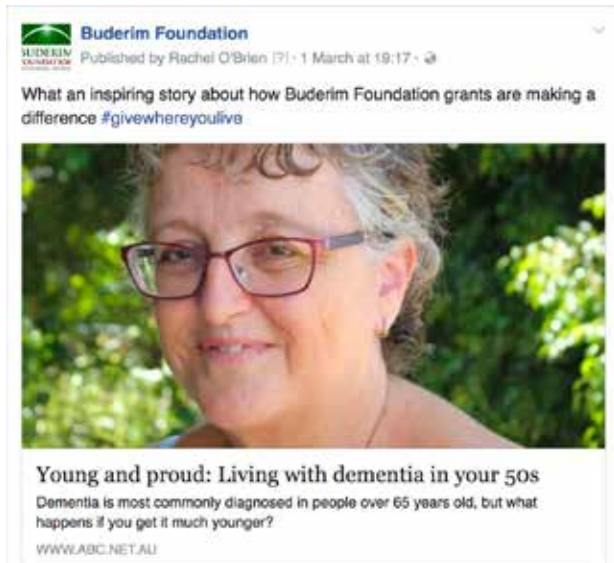 Buderim Foundation
Published by Rachel O'Brien [?] · 1 March at 19:17 ·
What an inspiring story about how Buderim Foundation grants are making a
difference #givewhereyoulive
BUDERIM
FOUNDATION
Young and proud: Living with dementia in your 50s
Dementia is most commonly diagnosed in people over 65 years old, but what
happens if you get it much younger?
WWW.ABC.NET.AU